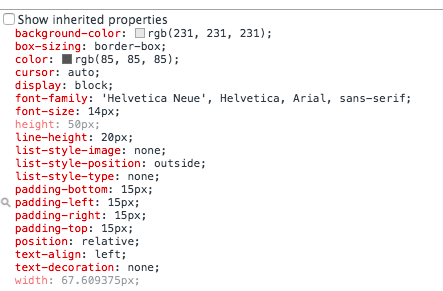 Show inherited properties
background-color: rgb(231, 231, 231);
box-sizing: border-box;
color: rgb(85, 85, 85);
cursor: auto;
display: block;
font-family: 'Helvetica Neue', Helvetica, Arial, sans-serif;
font-size: 14px;
height: 50px;
line-height: 20px;
list-style-image: none;
list-style-position: outside;
list-style-type: none;
padding-bottom: 15px;
padding-left: 15px;
padding-right: 15px;
padding-top: 15px;
position: relative;
text-align: left;
text-decoration: none;
width: 67.609375px;